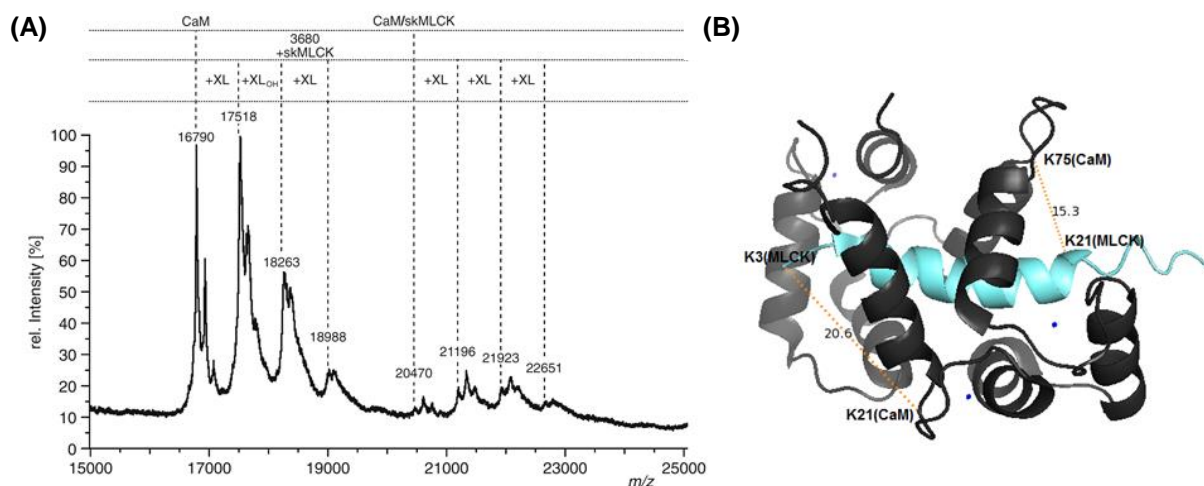 (A)
CaM
CaM/skMLCK
3680
+skMLCK
+XL
+XL_OH
+XL
+XL
+XL
+XL
16790
17518
18263
18988
20470
21196
21923
22651
rel. Intensity [%]
100
90
80
70
60
50
40
30
20
10
0
15000
17000
19000
21000
23000
25000
m/z
(B)
K75(CaM)
15.3
K21(MLCK)
K3(MLCK)
20.6
K21(CaM)